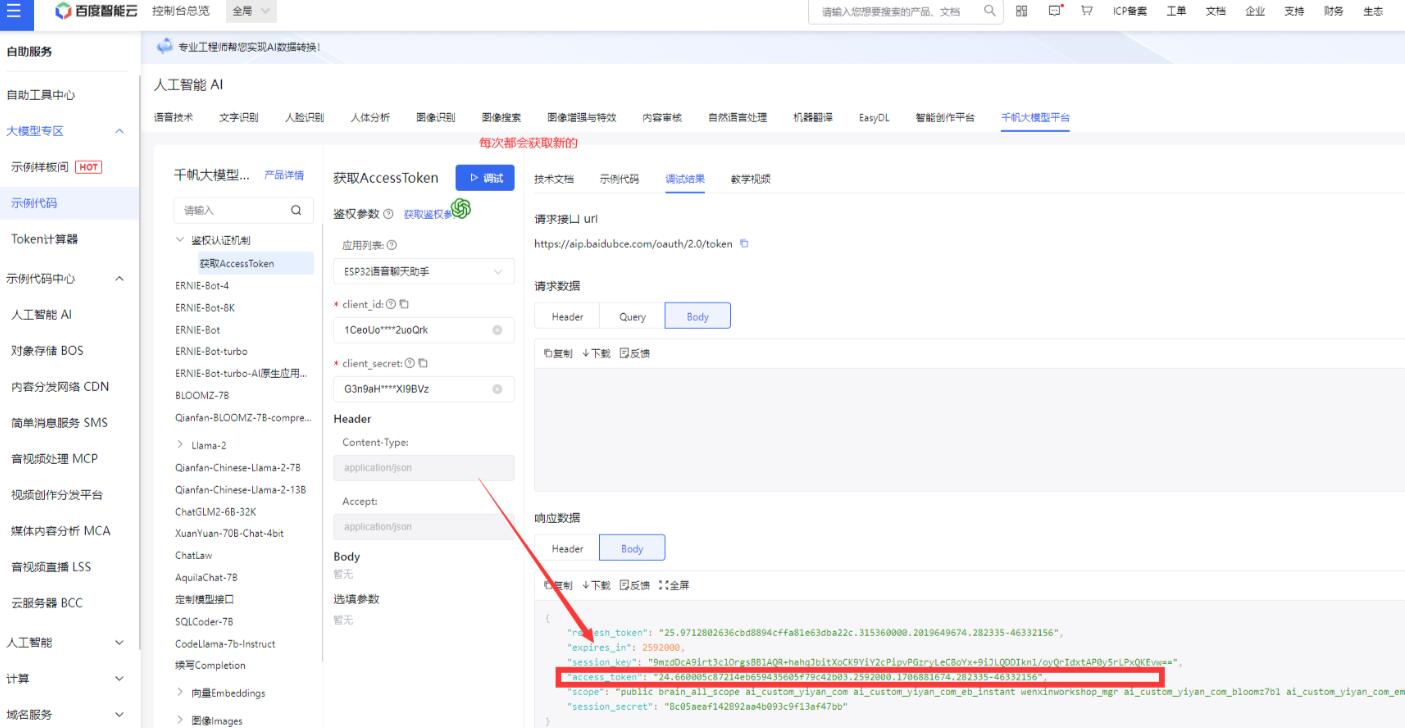 百度智能云 控制台总览 全局 请输入您想要搜索的产品、文档 ICP备案 工单 文档 企业 支持 财务 生态
自助服务
自助工具中心
大模型专区
示例样板间 HOT
示例代码
Token计算器
示例代码中心
人工智能 AI
对象存储 BOS
内容分发网络 CDN
简单消息服务 SMS
音视频处理 MCP
视频创作分发平台
媒体内容分析 MCA
音视频直播 LSS
云服务器 BCC
人工智能
计算
域名服务
专业工程师帮您实现AI数据转换！
人工智能 AI
语音技术 文字识别 人脸识别 人体分析 图像识别 图像搜索 图像增强与特效 内容审核 自然语言处理 机器翻译 EasyDL 智能创作平台 千帆大模型平台
每次都会获取新的
千帆大模型... 产品详情
请输入
鉴权认证机制
获取AccessToken
ERNIE-Bot-4
ERNIE-Bot-8K
ERNIE-Bot
ERNIE-Bot-turbo
ERNIE-Bot-turbo-AI原生应用...
BLOOMZ-7B
Qianfan-BLOOMZ-7B-compre...
Llama-2
Qianfan-Chinese-Llama-2-7B
Qianfan-Chinese-Llama-2-13B
ChatGLM2-6B-32K
XuanYuan-70B-Chat-4bit
ChatLaw
AquilaChat-7B
定制模型接口
SQLCoder-7B
CodeLlama-7b-Instruct
续写Completion
向量Embeddings
图像Images
获取AccessToken 调试
鉴权参数 获取鉴权参
应用列表:
ESP32语音聊天助手
* client_id:
1CeoUo****2uoQrk
* client_secret:
G3n9aH****XI9BVz
Header
Content-Type:
application/json
Accept:
application/json
Body
暂无
选填参数
暂无
技术文档 示例代码 调试结果 教学视频
请求接口 url
https://aip.baidubce.com/oauth/2.0/token
请求数据
Header Query Body
复制 下载 反馈
响应数据
Header Body
复制 下载 反馈 全屏
{
"refresh_token": "25.9712802636cbd8894cffa81e63dba22c.315360000.2019649674.282335-46332156",
"expires_in": 2592000,
"session_key": "9mzdDcA9irt3clOrgsBBlAQR+hahqJbitXoCK9YiY2cPipvPGzryLeC8oYx+9iJLQDDIknl/oyQrIdxtAP0y5rLPxQKEvw==",
"access_token": "24.660005c87214eb659435605f79c42b03.2592000.1706881674.282335-46332156",
"scope": "public brain_all_scope ai_custom_yiyan_com ai_custom_yiyan_com_eb_instant wenxinworkshop_mgr ai_custom_yiyan_com_bloomz7b1 ai_custom_yiyan_com_em
"session_secret": "8c05aeaf142892aa4b093c9f13af47bb"
}